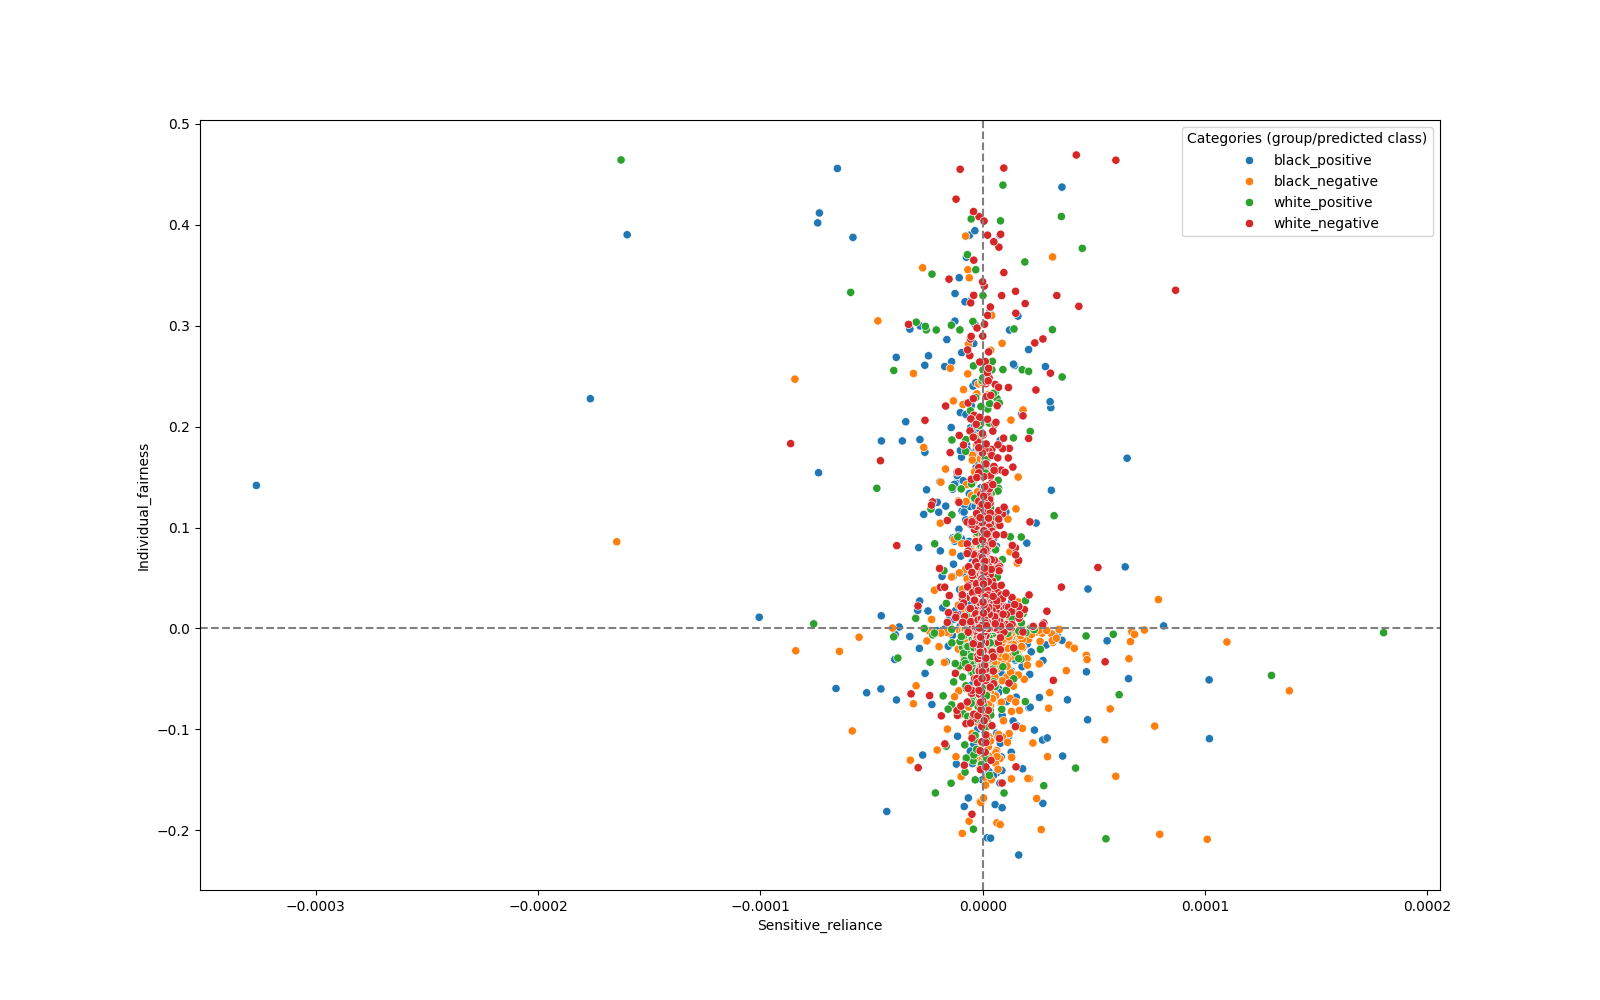 0.5
0.4
0.3
0.2
0.1
0.0
−0.1
−0.2
Individual_fairness
Categories (group/predicted class)
black_positive
black_negative
white_positive
white_negative
−0.0003 −0.0002 −0.0001 0.0000 0.0001 0.0002
Sensitive_reliance